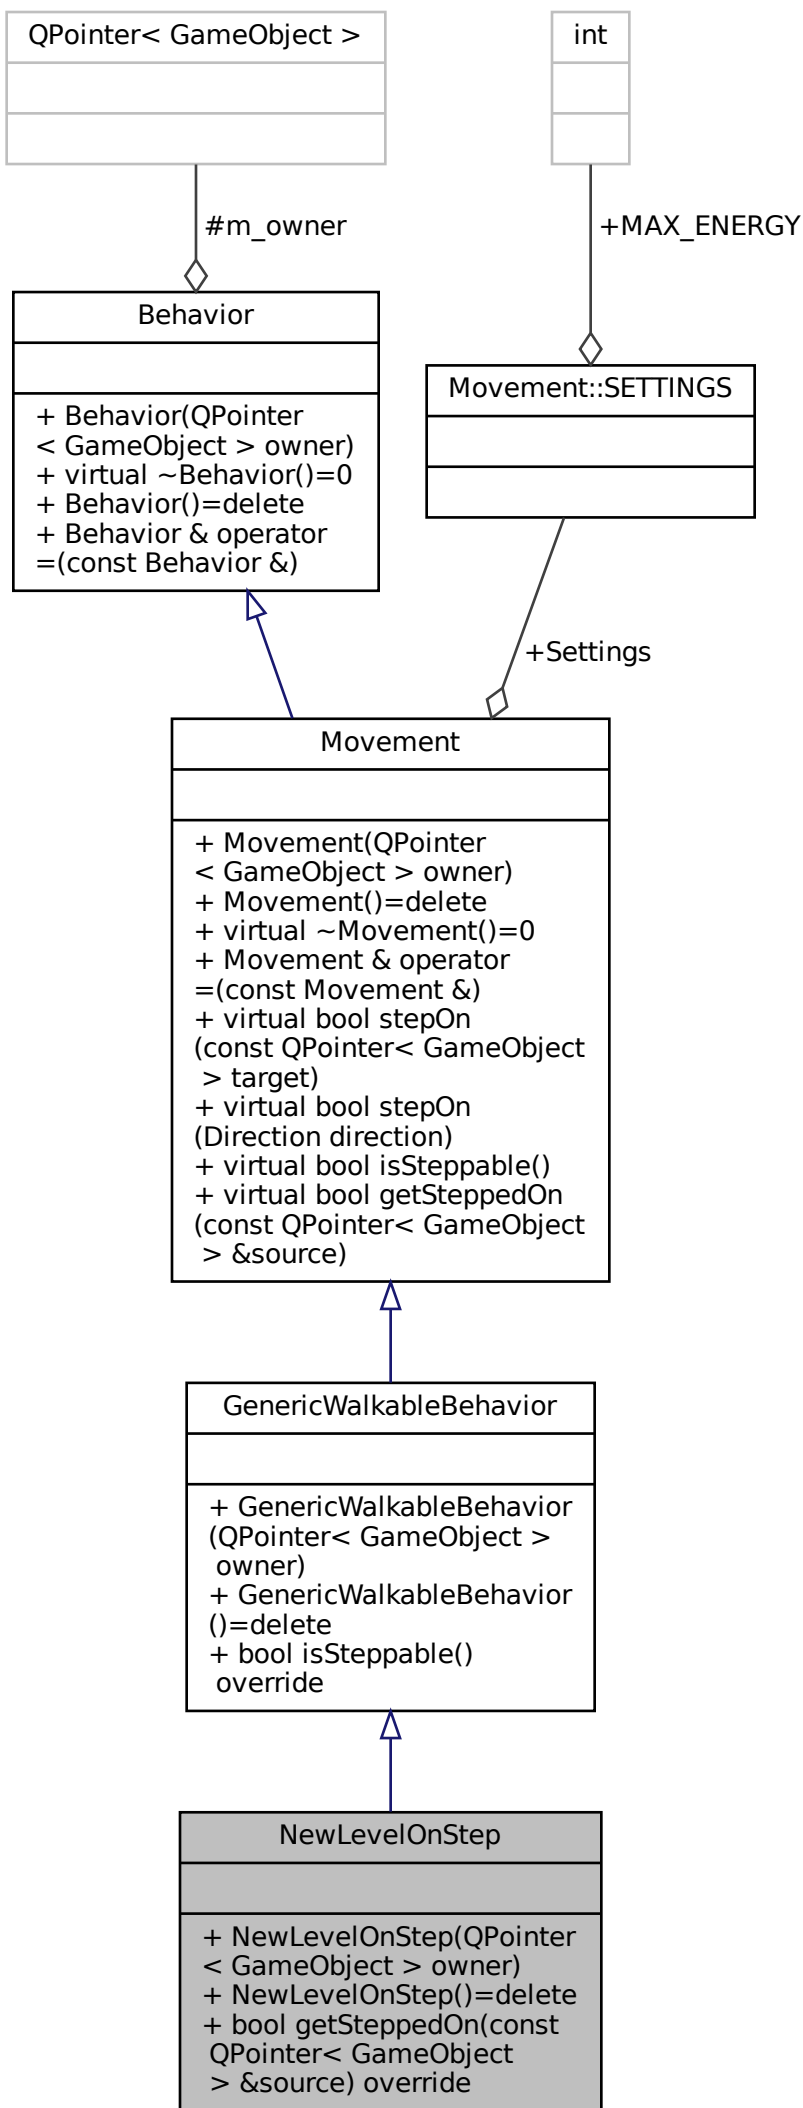 QPointer< GameObject >
int
#m_owner
+MAX_ENERGY
Behavior
+ Behavior(QPointer
< GameObject > owner)
+ virtual ~Behavior()=0
+ Behavior()=delete
+ Behavior & operator
=(const Behavior &)
Movement::SETTINGS
+Settings
Movement
+ Movement(QPointer
< GameObject > owner)
+ Movement()=delete
+ virtual ~Movement()=0
+ Movement & operator
=(const Movement &)
+ virtual bool stepOn
(const QPointer< GameObject
> target)
+ virtual bool stepOn
(Direction direction)
+ virtual bool isSteppable()
+ virtual bool getSteppedOn
(const QPointer< GameObject
> &source)
GenericWalkableBehavior
+ GenericWalkableBehavior
(QPointer< GameObject >
owner)
+ GenericWalkableBehavior
()=delete
+ bool isSteppable()
override
NewLevelOnStep
+ NewLevelOnStep(QPointer
< GameObject > owner)
+ NewLevelOnStep()=delete
+ bool getSteppedOn(const
QPointer< GameObject
> &source) override